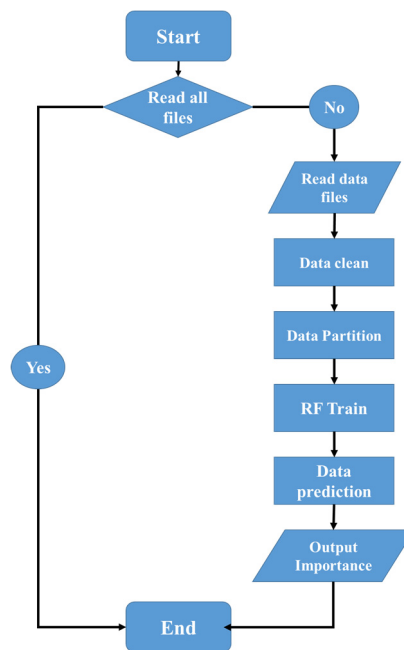 Start
Read all
files
No
Read data
files
Data clean
Data Partition
Yes
RF Train
Data
prediction
Output
Importance
End